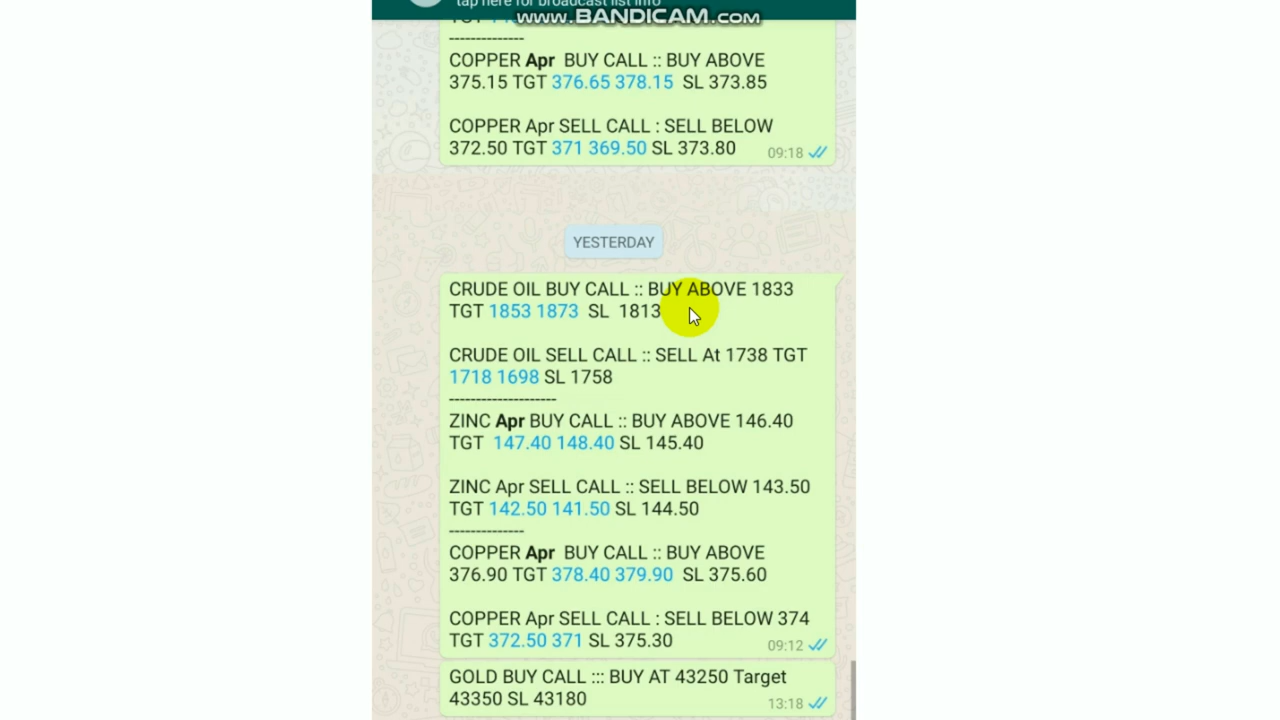 tap here for broadcast list info
www.BANDICAM.com
TGT
--------------
COPPER Apr BUY CALL :: BUY ABOVE
375.15 TGT 376.65 378.15 SL 373.85
COPPER Apr SELL CALL : SELL BELOW
372.50 TGT 371 369.50 SL 373.80
09:18
YESTERDAY
CRUDE OIL BUY CALL :: BUY ABOVE 1833
TGT 1853 1873 SL 1813
CRUDE OIL SELL CALL :: SELL At 1738 TGT
1718 1698 SL 1758
--------------------
ZINC Apr BUY CALL :: BUY ABOVE 146.40
TGT 147.40 148.40 SL 145.40
ZINC Apr SELL CALL :: SELL BELOW 143.50
TGT 142.50 141.50 SL 144.50
--------------
COPPER Apr BUY CALL :: BUY ABOVE
376.90 TGT 378.40 379.90 SL 375.60
COPPER Apr SELL CALL : SELL BELOW 374
TGT 372.50 371 SL 375.30
09:12
GOLD BUY CALL ::: BUY AT 43250 Target
43350 SL 43180
13:18